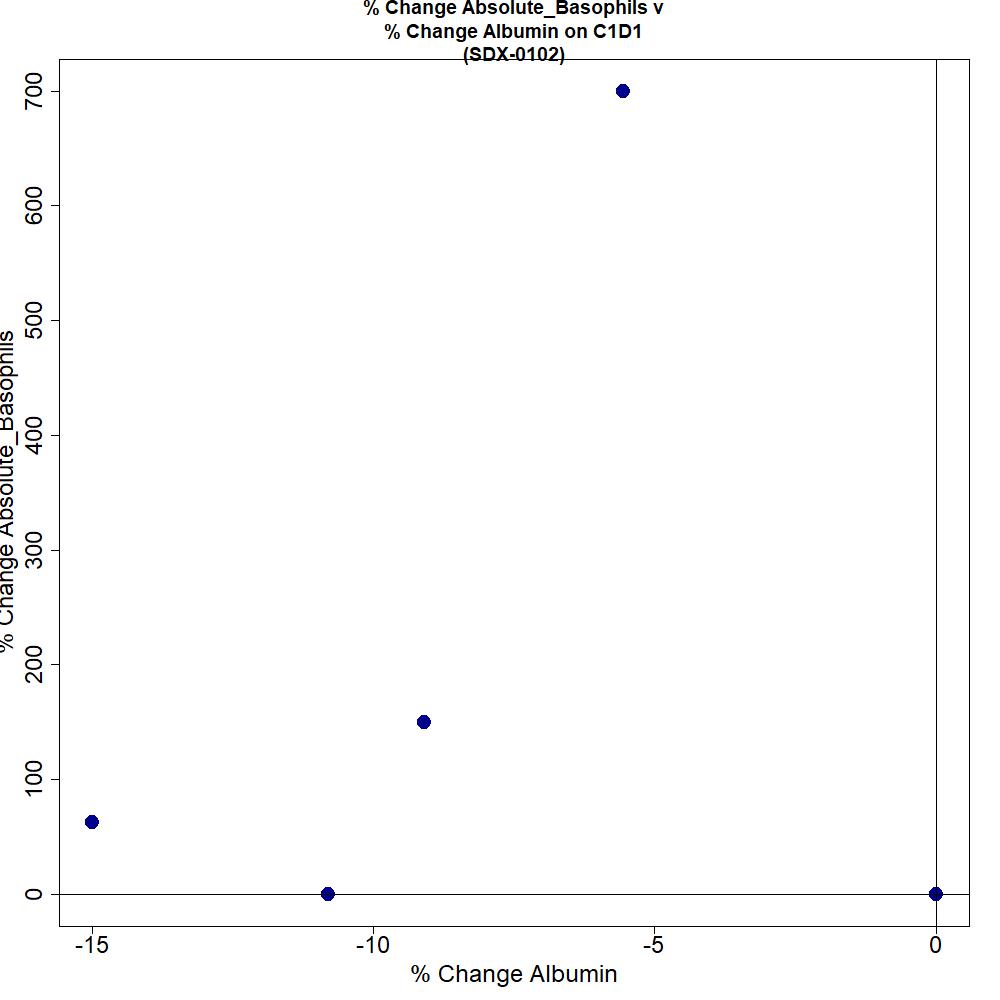 % Change Absolute_Basophils v
% Change Albumin on C1D1
(SDX-0102)
700
600
500
400
300
200
100
0
% Change Absolute_Basophils
-15
-10
-5
0
% Change Albumin